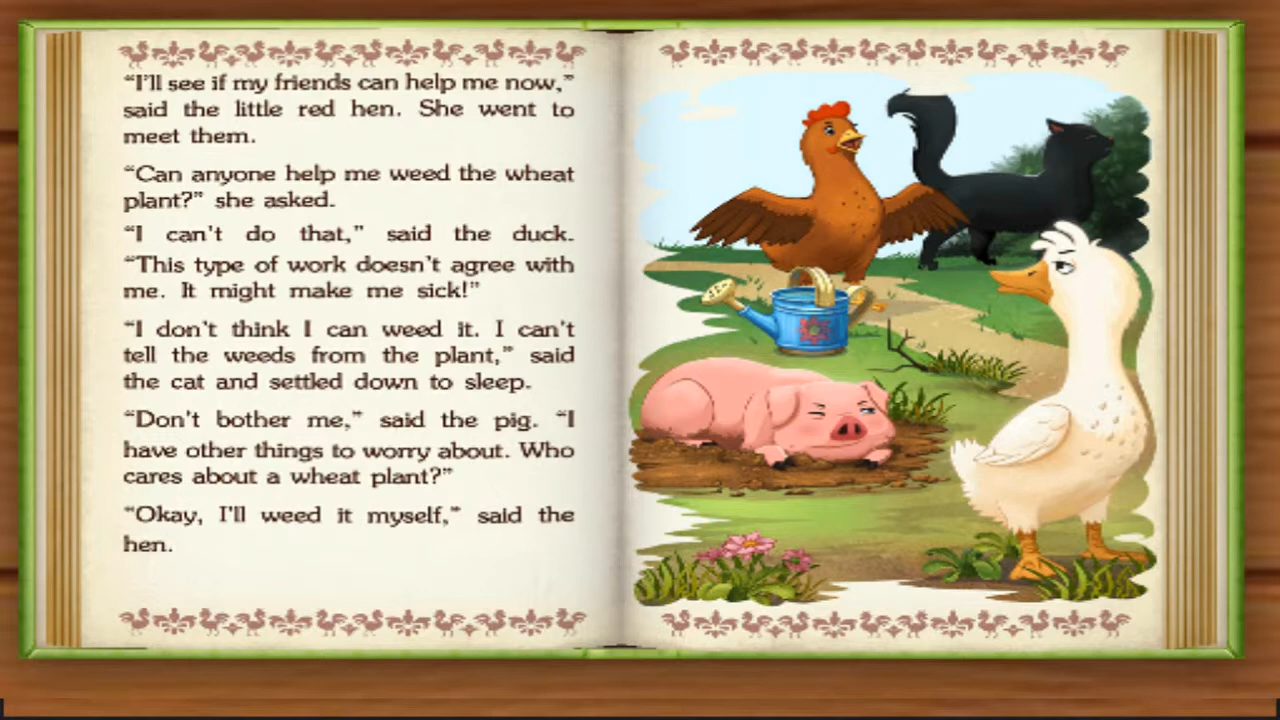 “I’ll see if my friends can help me now,”
said the little red hen. She went to
meet them.
“Can anyone help me weed the wheat
plant?” she asked.
“I can’t do that,” said the duck.
“This type of work doesn’t agree with
me. It might make me sick!”
“I don’t think I can weed it. I can’t
tell the weeds from the plant,” said
the cat and settled down to sleep.
“Don’t bother me,” said the pig. “I
have other things to worry about. Who
cares about a wheat plant?”
“Okay, I’ll weed it myself,” said the
hen.